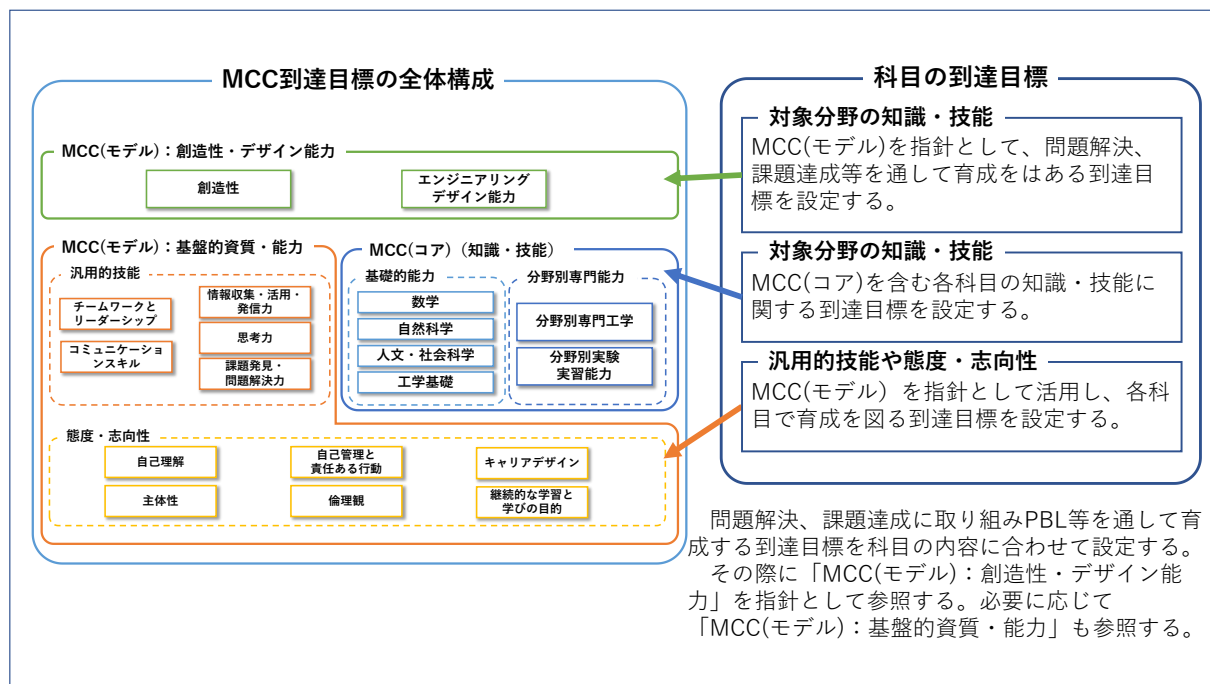 MCC到達目標の全体構成
MCC(モデル)：創造性・デザイン能力
創造性
エンジニアリング
デザイン能力
MCC(モデル)：基盤的資質・能力
汎用的技能
チームワークと
リーダーシップ
コミュニケーショ
ンスキル
情報収集・活用・
発信力
思考力
課題発見・
問題解決力
MCC(コア)（知識・技能）
基礎的能力
数学
自然科学
人文・社会科学
工学基礎
分野別専門能力
分野別専門工学
分野別実験
実習能力
態度・志向性
自己理解
自己管理と
責任ある行動
キャリアデザイン
主体性
倫理観
継続的な学習と
学びの目的
科目の到達目標
対象分野の知識・技能
MCC(モデル)を指針として、問題解決、
課題達成等を通して育成をはある到達目
標を設定する。
対象分野の知識・技能
MCC(コア)を含む各科目の知識・技能に
関する到達目標を設定する。
汎用的技能や態度・志向性
MCC(モデル）を指針として活用し、各科
目で育成を図る到達目標を設定する。
　問題解決、課題達成に取り組みPBL等を通して育
成する到達目標を科目の内容に合わせて設定する。
　その際に「MCC(モデル)：創造性・デザイン能
力」を指針として参照する。必要に応じて
「MCC(モデル)：基盤的資質・能力」も参照する。